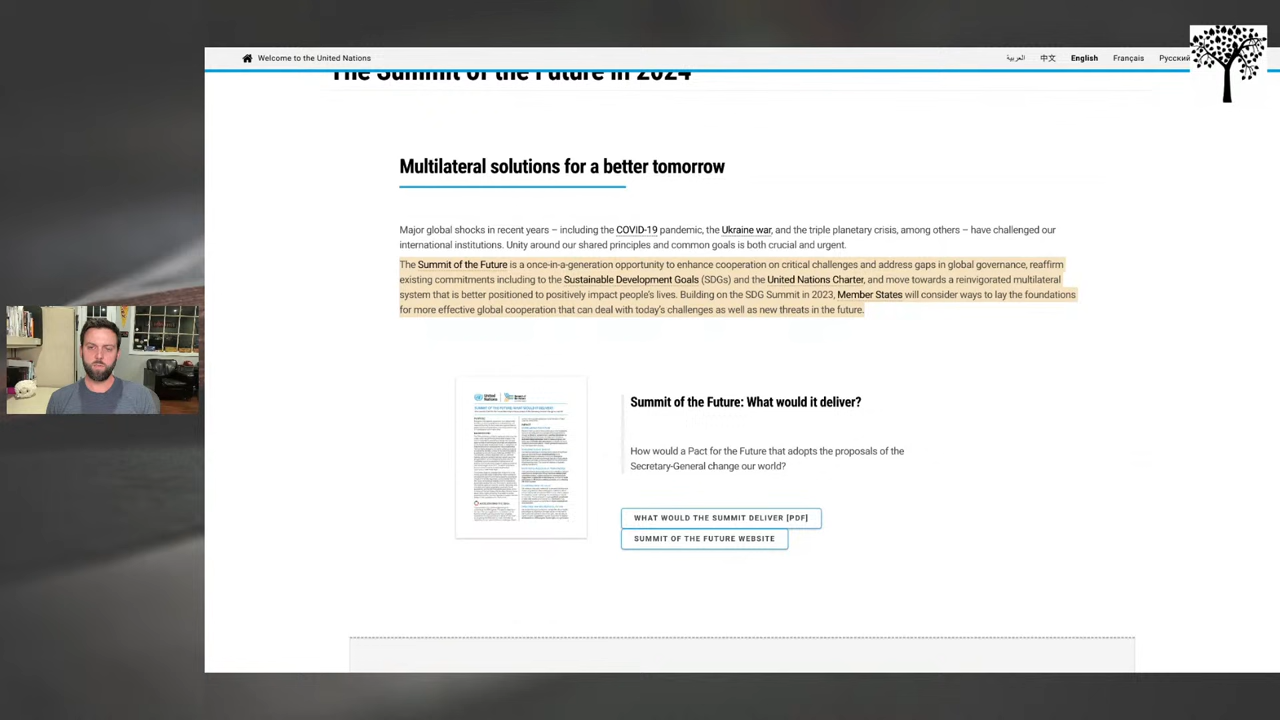 Welcome to the United Nations
العربية
中文
English
Français
Русский
The Summit of the Future in 2024
Multilateral solutions for a better tomorrow
Major global shocks in recent years – including the COVID-19 pandemic, the Ukraine war, and the triple planetary crisis, among others – have challenged our
international institutions. Unity around our shared principles and common goals is both crucial and urgent.
The Summit of the Future is a once-in-a-generation opportunity to enhance cooperation on critical challenges and address gaps in global governance, reaffirm
existing commitments including to the Sustainable Development Goals (SDGs) and the United Nations Charter, and move towards a reinvigorated multilateral
system that is better positioned to positively impact people's lives. Building on the SDG Summit in 2023, Member States will consider ways to lay the foundations
for more effective global cooperation that can deal with today's challenges as well as new threats in the future.
United
Nations
Summit of the Future: What would it deliver?
How would a Pact for the Future that adopts the proposals of the
Secretary-General change our world?
WHAT WOULD THE SUMMIT DELIVER [PDF]
SUMMIT OF THE FUTURE WEBSITE